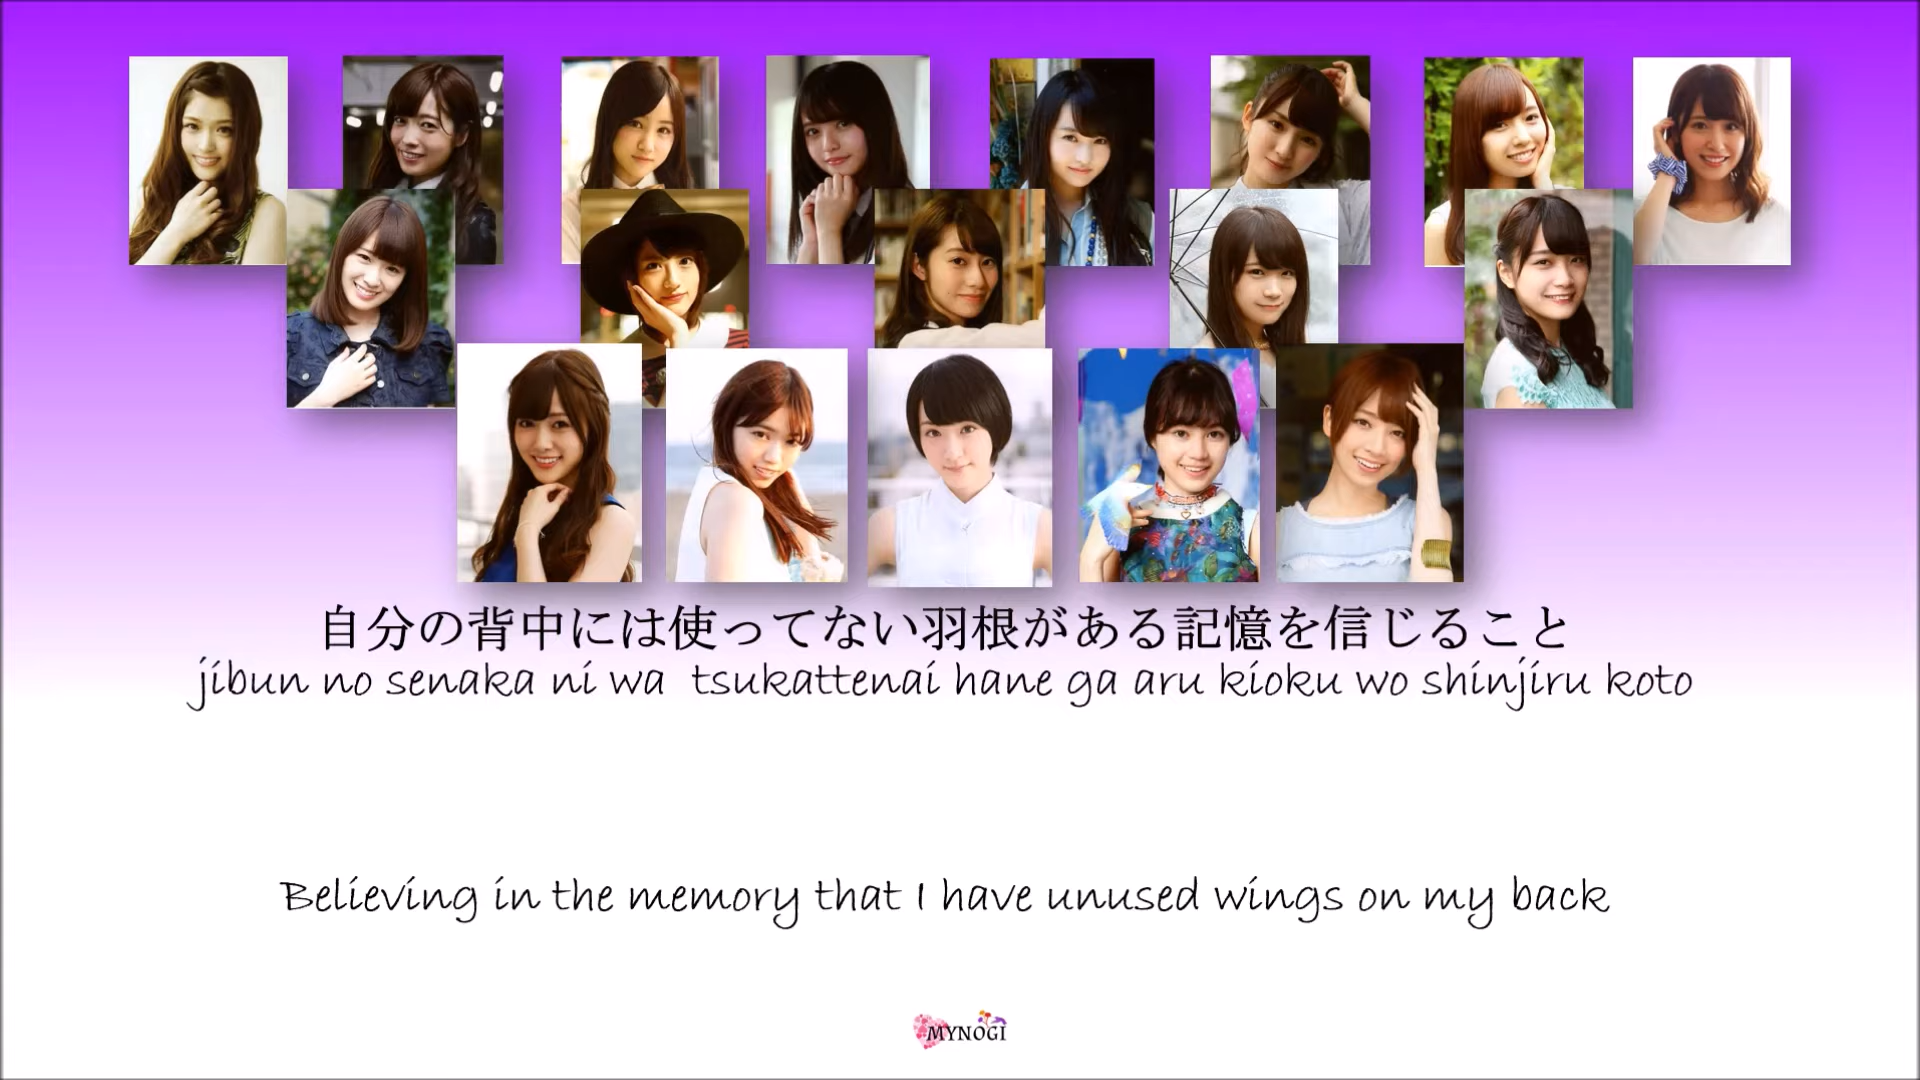 自分の背中には使ってない羽根がある記憶を信じること
jibun no senaka ni wa tsukattenai hane ga aru kioku wo shinjiru koto
Believing in the memory that I have unused wings on my back
MYNOGI